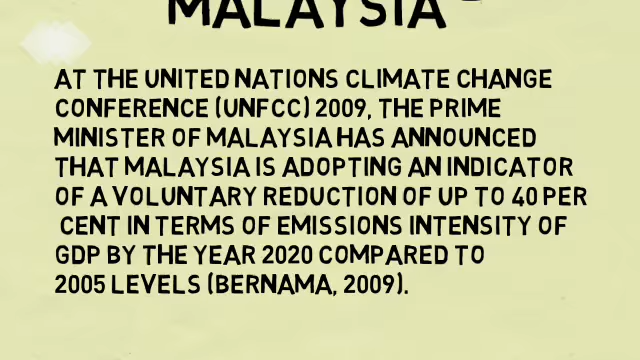 MALAYSIA
AT THE UNITED NATIONS CLIMATE CHANGE
CONFERENCE (UNFCC) 2009, THE PRIME
MINISTER OF MALAYSIA HAS ANNOUNCED
THAT MALAYSIA IS ADOPTING AN INDICATOR
OF A VOLUNTARY REDUCTION OF UP TO 40 PER
CENT IN TERMS OF EMISSIONS INTENSITY OF
GDP BY THE YEAR 2020 COMPARED TO
2005 LEVELS (BERNAMA, 2009).